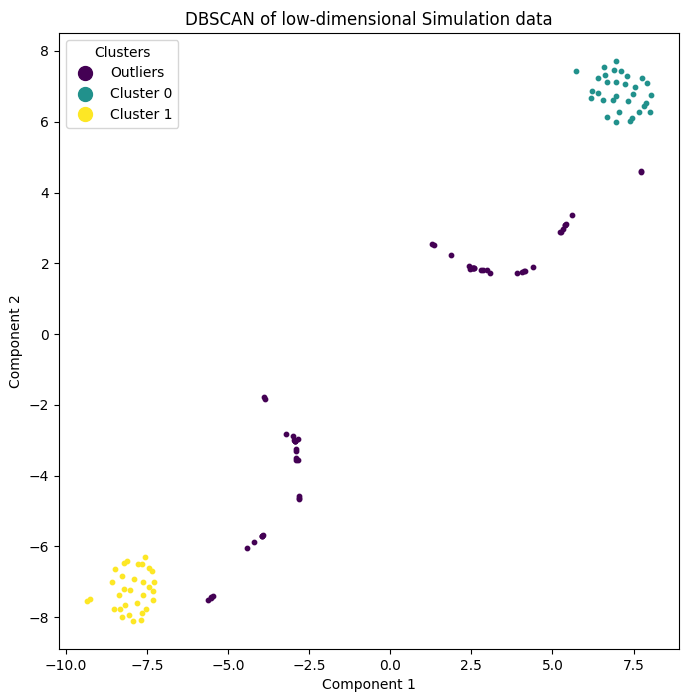 DBSCAN of low-dimensional Simulation data
Clusters
Outliers
Cluster 0
Cluster 1
8
6
4
2
0
−2
−4
−6
−8
Component 2
−10.0 −7.5 −5.0 −2.5 0.0 2.5 5.0 7.5
Component 1